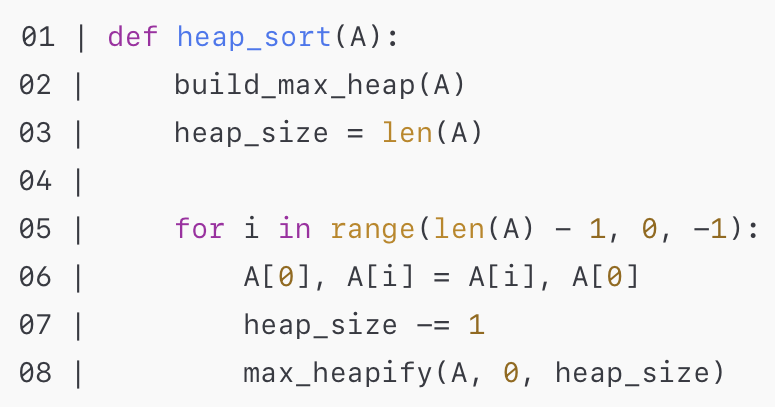 01 | def heap_sort(A):
02 |     build_max_heap(A)
03 |     heap_size = len(A)
04 |
05 |     for i in range(len(A) - 1, 0, -1):
06 |         A[0], A[i] = A[i], A[0]
07 |         heap_size -= 1
08 |         max_heapify(A, 0, heap_size)